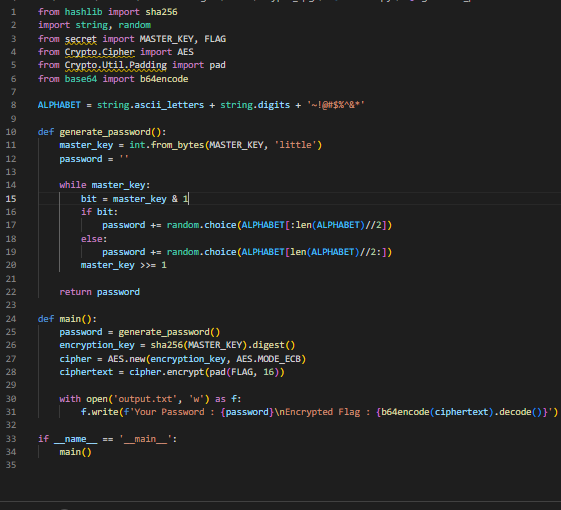 1 from hashlib import sha256
2 import string, random
3 from secret import MASTER_KEY, FLAG
4 from Crypto.Cipher import AES
5 from Crypto.Util.Padding import pad
6 from base64 import b64encode
7
8 ALPHABET = string.ascii_letters + string.digits + '~!@#$%^&*'
9
10 def generate_password():
11     master_key = int.from_bytes(MASTER_KEY, 'little')
12     password = ''
13
14     while master_key:
15         bit = master_key & 1
16         if bit:
17             password += random.choice(ALPHABET[:len(ALPHABET)//2])
18         else:
19             password += random.choice(ALPHABET[len(ALPHABET)//2:])
20         master_key >>= 1
21
22     return password
23
24 def main():
25     password = generate_password()
26     encryption_key = sha256(MASTER_KEY).digest()
27     cipher = AES.new(encryption_key, AES.MODE_ECB)
28     ciphertext = cipher.encrypt(pad(FLAG, 16))
29
30     with open('output.txt', 'w') as f:
31         f.write(f'Your Password : {password}\nEncrypted Flag : {b64encode(ciphertext).decode()}')
32
33 if __name__ == '__main__':
34     main()
35